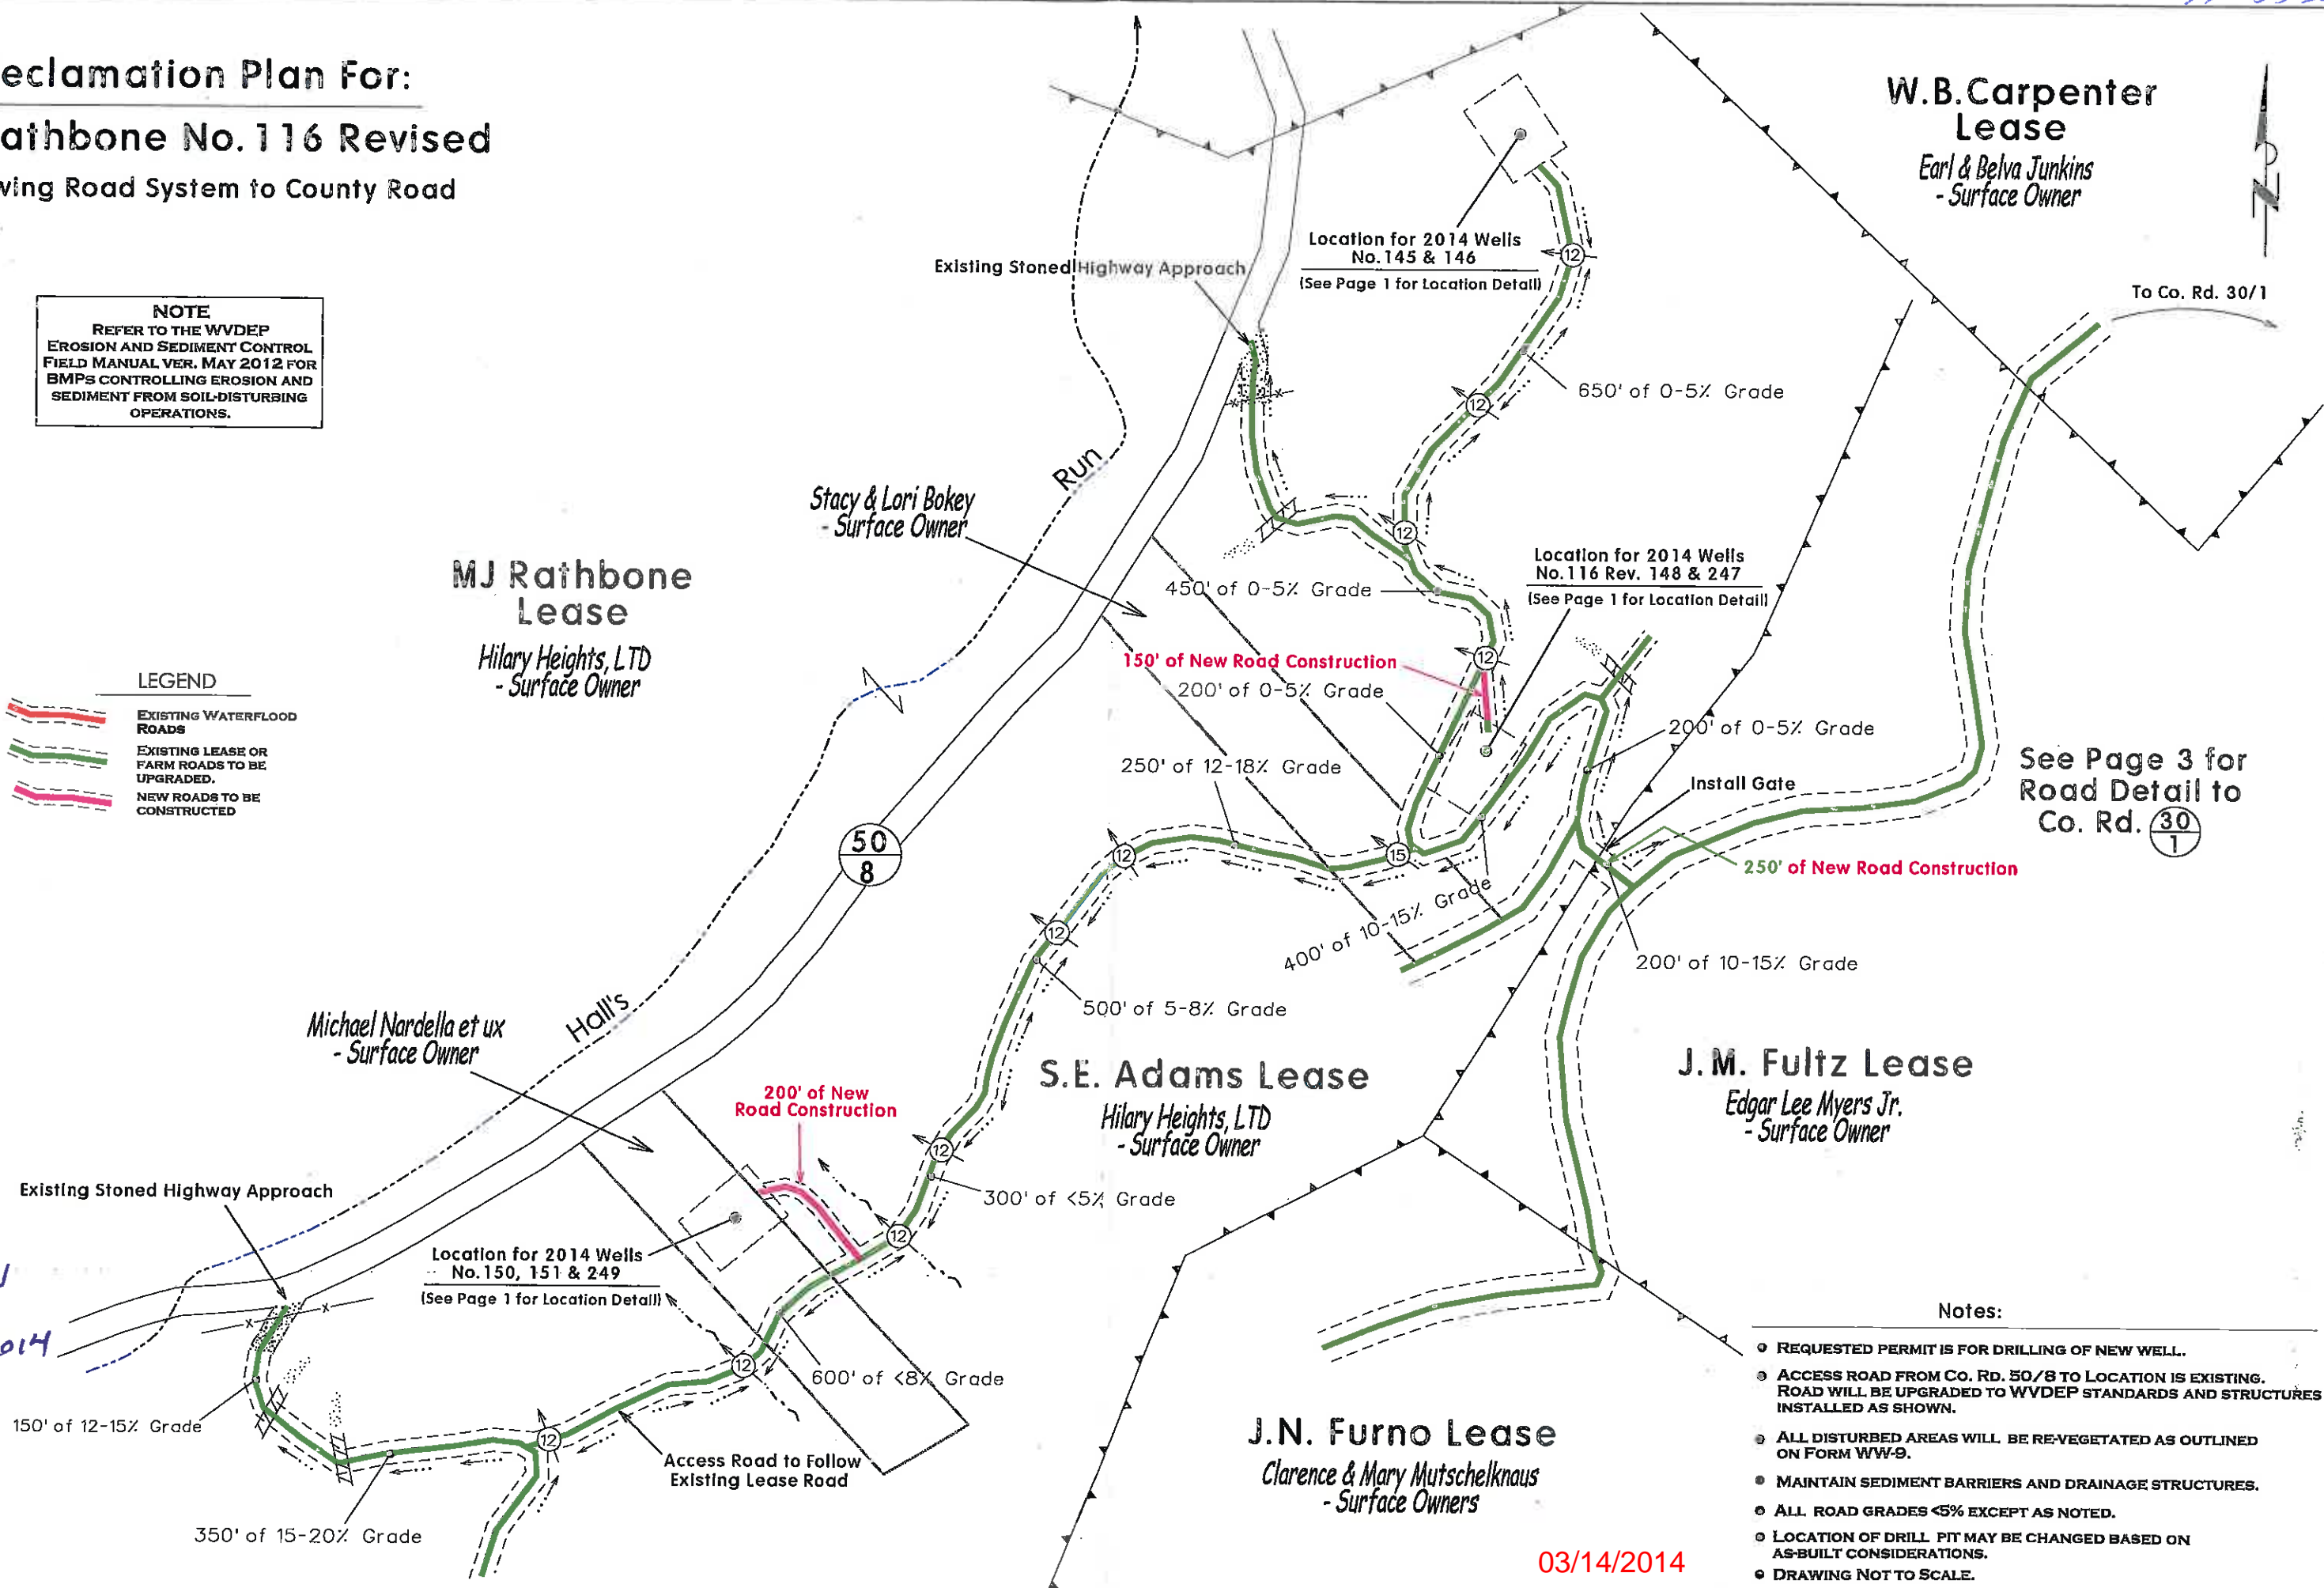 eclamation Plan For:
athbone No. 116 Revised
ving Road System to County Road
NOTE
REFER TO THE WVDEP
EROSION AND SEDIMENT CONTROL
FIELD MANUAL VER. MAY 2012 FOR
BMPS CONTROLLING EROSION AND
SEDIMENT FROM SOIL-DISTURBING
OPERATIONS.
W.B.Carpenter
Lease
Earl & Belva Junkins
- Surface Owner
N
To Co. Rd. 30/1
Existing Stoned Highway Approach
Location for 2014 Wells
No.145 & 146
(See Page 1 for Location Detail)
12
650' of 0-5% Grade
12
12
Run
Stacy & Lori Bokey
- Surface Owner
MJ Rathbone
Lease
Hilary Heights, LTD
- Surface Owner
450' of 0-5% Grade
Location for 2014 Wells
No.116 Rev. 148 & 247
(See Page 1 for Location Detail)
12
150' of New Road Construction
200' of 0-5% Grade
200' of 0-5% Grade
250' of 12-18% Grade
Install Gate
See Page 3 for
Road Detail to
Co. Rd. 30
1
LEGEND
EXISTING WATERFLOOD
ROADS
EXISTING LEASE OR
FARM ROADS TO BE
UPGRADED.
NEW ROADS TO BE
CONSTRUCTED
50
8
12
15
250' of New Road Construction
400' of 10-15% Grade
12
200' of 10-15% Grade
500' of 5-8% Grade
Hall's
Michael Nardella et ux
- Surface Owner
S.E. Adams Lease
Hilary Heights, LTD
- Surface Owner
J.M. Fultz Lease
Edgar Lee Myers Jr.
- Surface Owner
200' of New
Road Construction
12
300' of <5% Grade
Existing Stoned Highway Approach
12
Location for 2014 Wells
No.150, 151 & 249
(See Page 1 for Location Detail)
014
12
600' of <8% Grade
150' of 12-15% Grade
12
Access Road to Follow
Existing Lease Road
350' of 15-20% Grade
J.N. Furno Lease
Clarence & Mary Mutschelknaus
- Surface Owners
Notes:
REQUESTED PERMIT IS FOR DRILLING OF NEW WELL.
ACCESS ROAD FROM CO. RD. 50/8 TO LOCATION IS EXISTING.
ROAD WILL BE UPGRADED TO WVDEP STANDARDS AND STRUCTURES
INSTALLED AS SHOWN.
ALL DISTURBED AREAS WILL BE RE-VEGETATED AS OUTLINED
ON FORM WW-9.
MAINTAIN SEDIMENT BARRIERS AND DRAINAGE STRUCTURES.
ALL ROAD GRADES <5% EXCEPT AS NOTED.
LOCATION OF DRILL PIT MAY BE CHANGED BASED ON
AS-BUILT CONSIDERATIONS.
DRAWING NOT TO SCALE.
03/14/2014